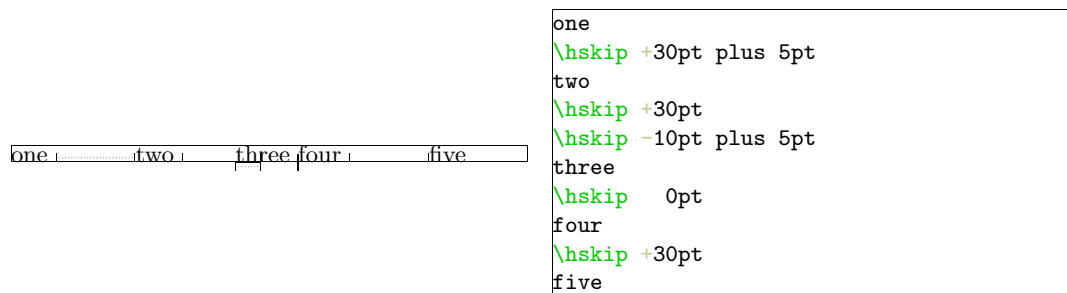 one two three four five
one
\hskip +30pt plus 5pt
two
\hskip +30pt
\hskip -10pt plus 5pt
three
\hskip   0pt
four
\hskip +30pt
five